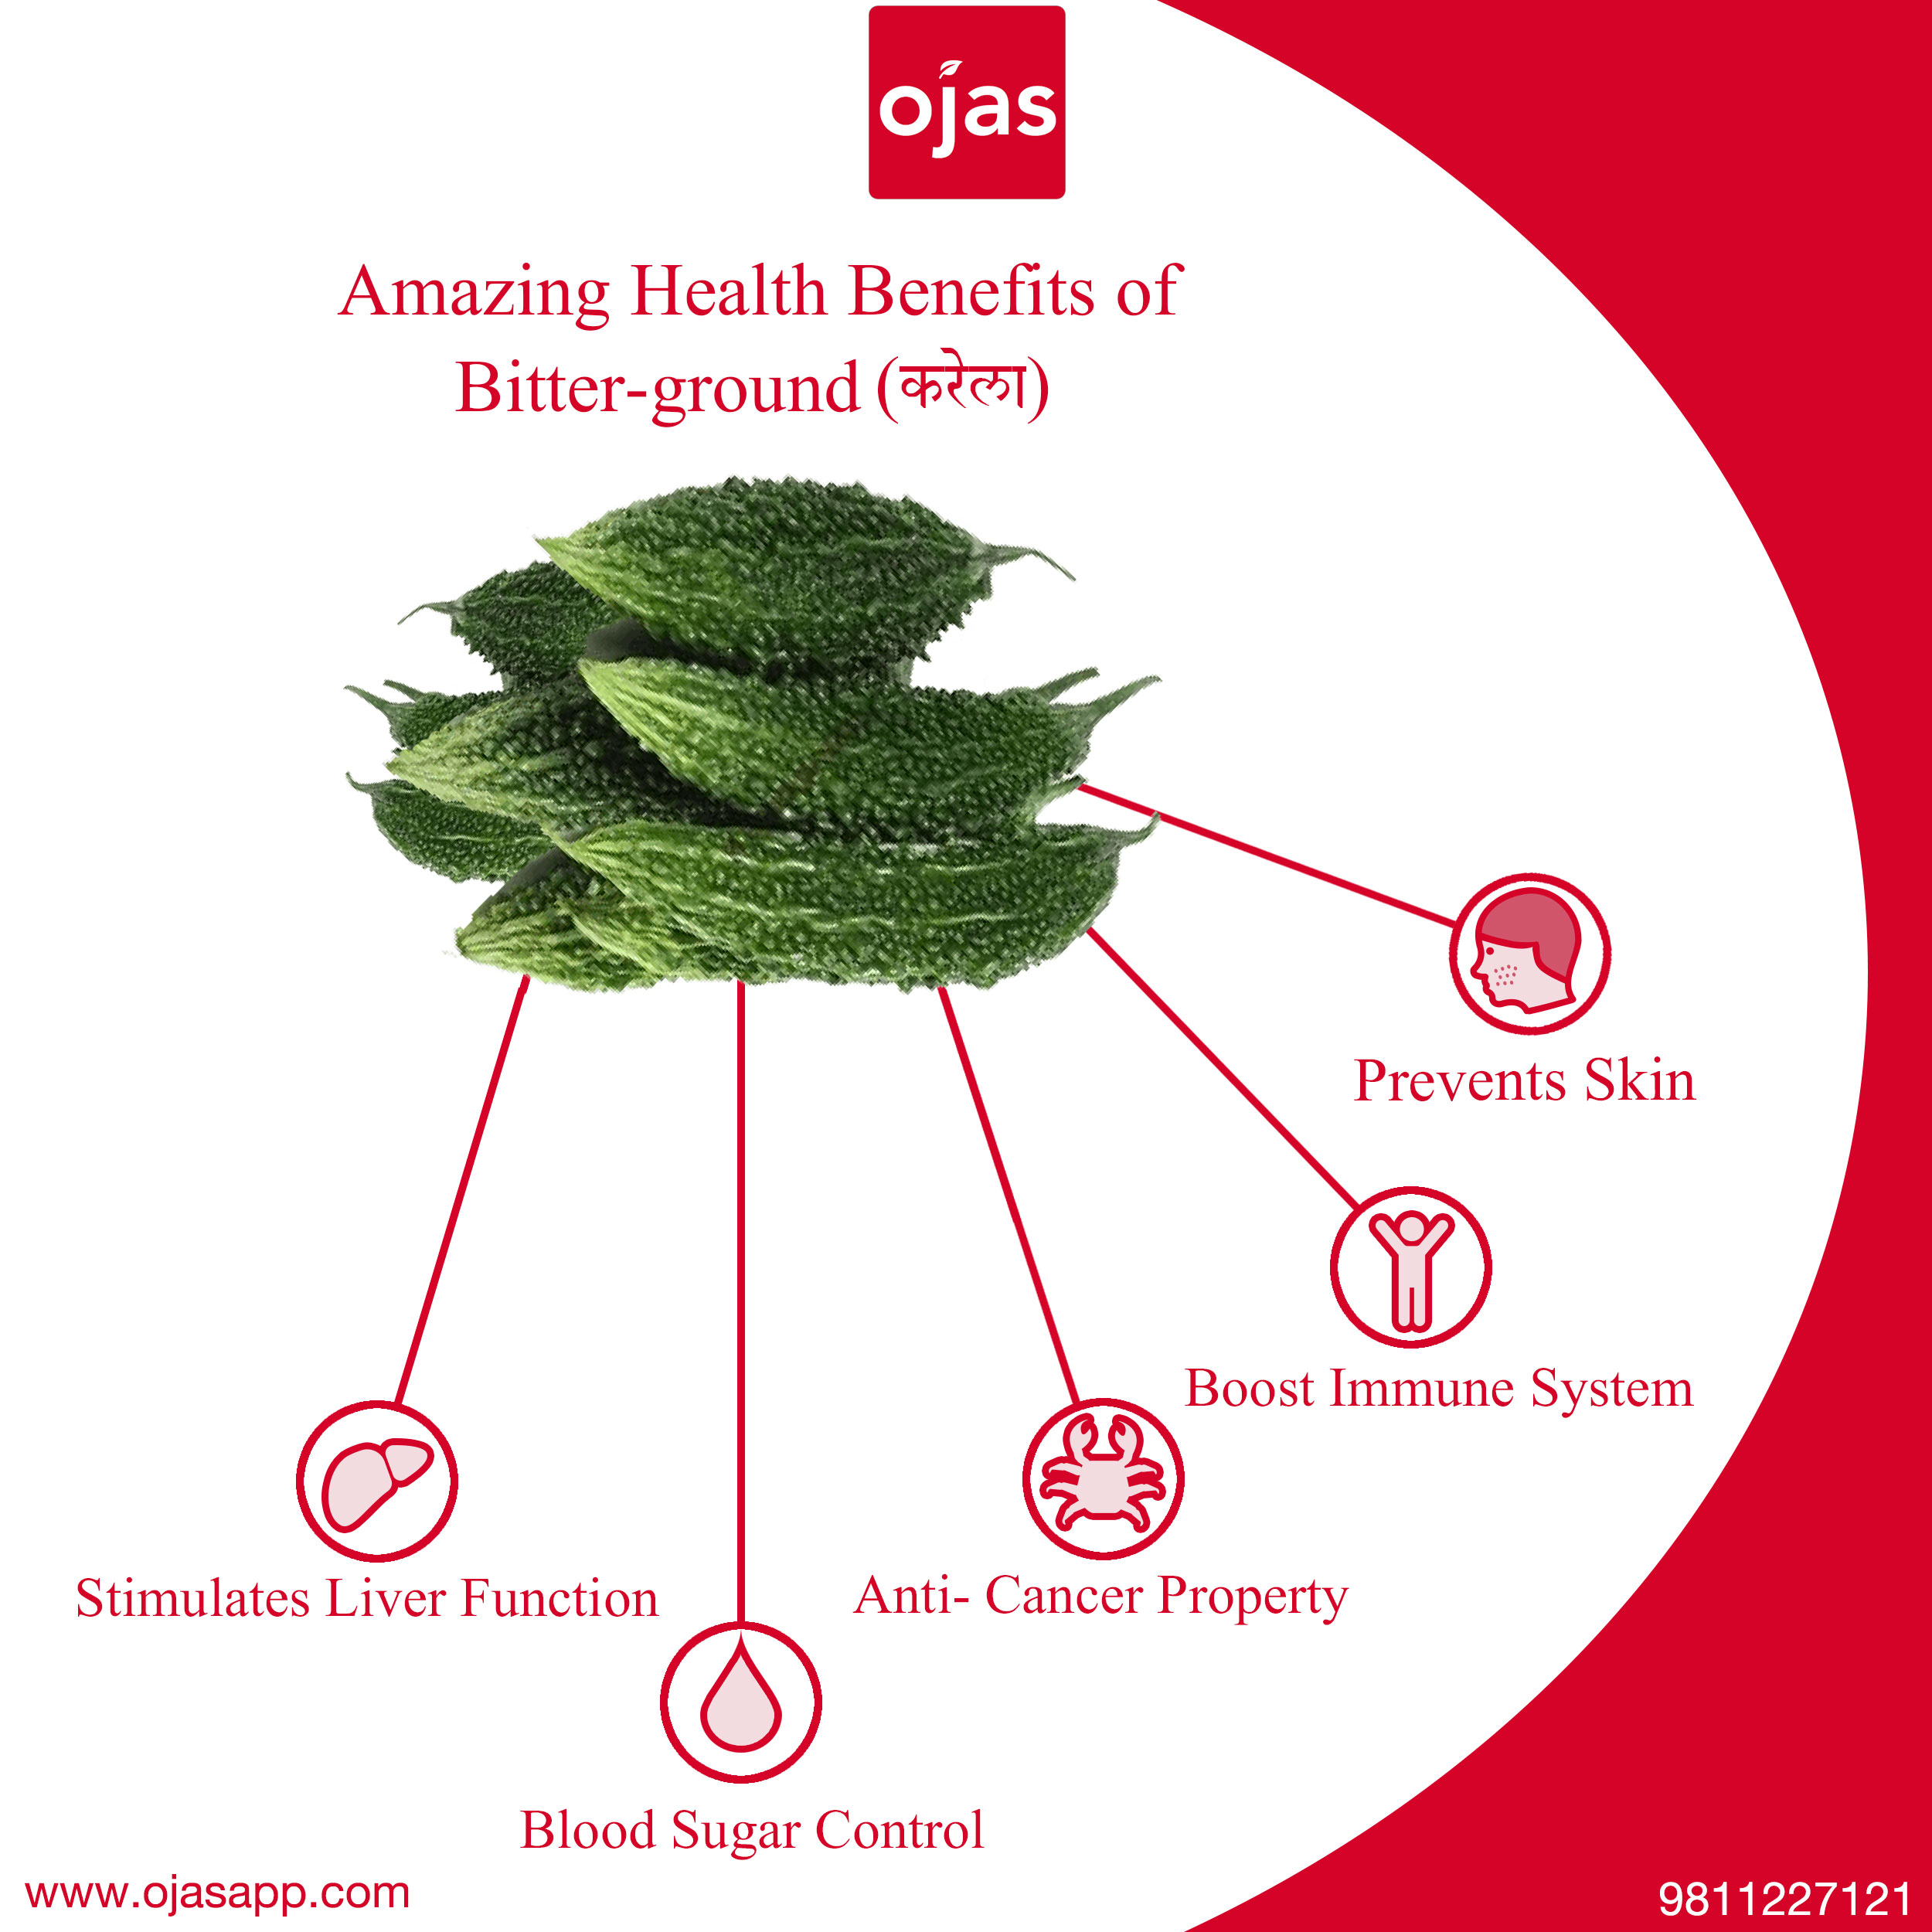 ojas
Amazing Health Benefits of
Bitter-ground (करेला)
Prevents Skin
Boost Immune System
Stimulates Liver Function
Anti- Cancer Property
Blood Sugar Control
www.ojasapp.com
9811227121